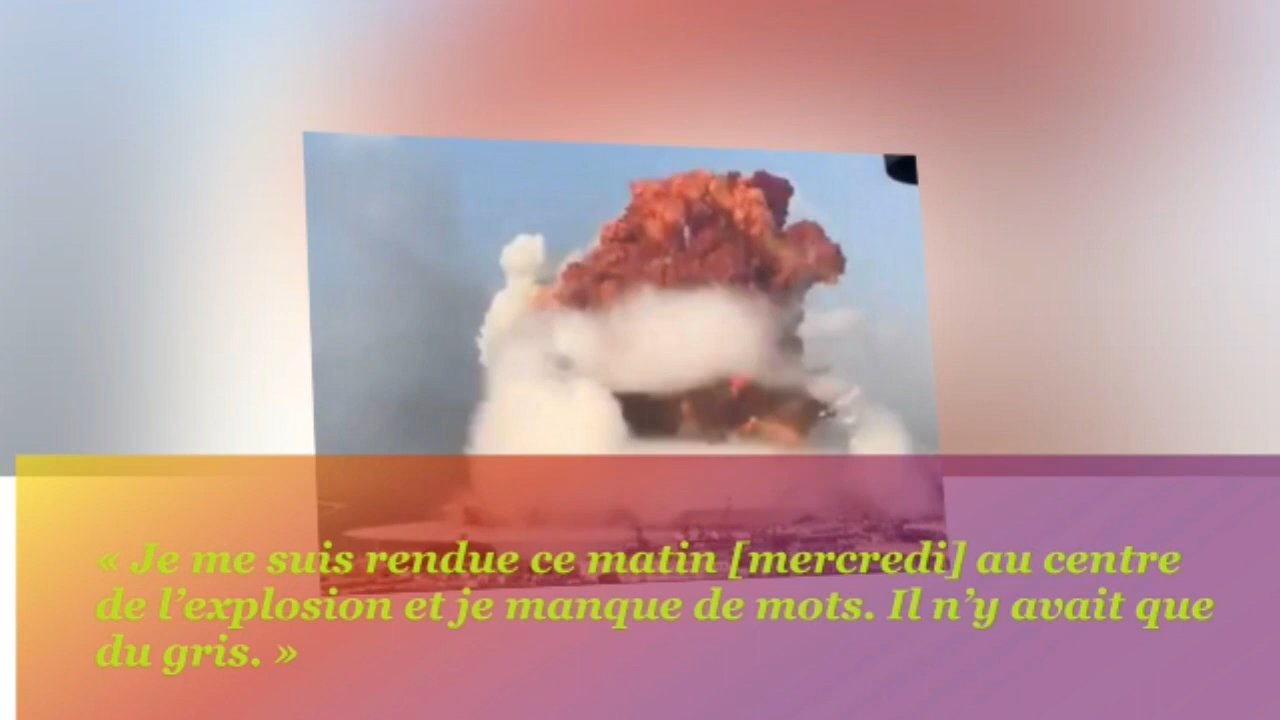 « Je me suis rendue ce matin [mercredi] au centre
de l’explosion et je manque de mots. Il n’y avait que
du gris. »